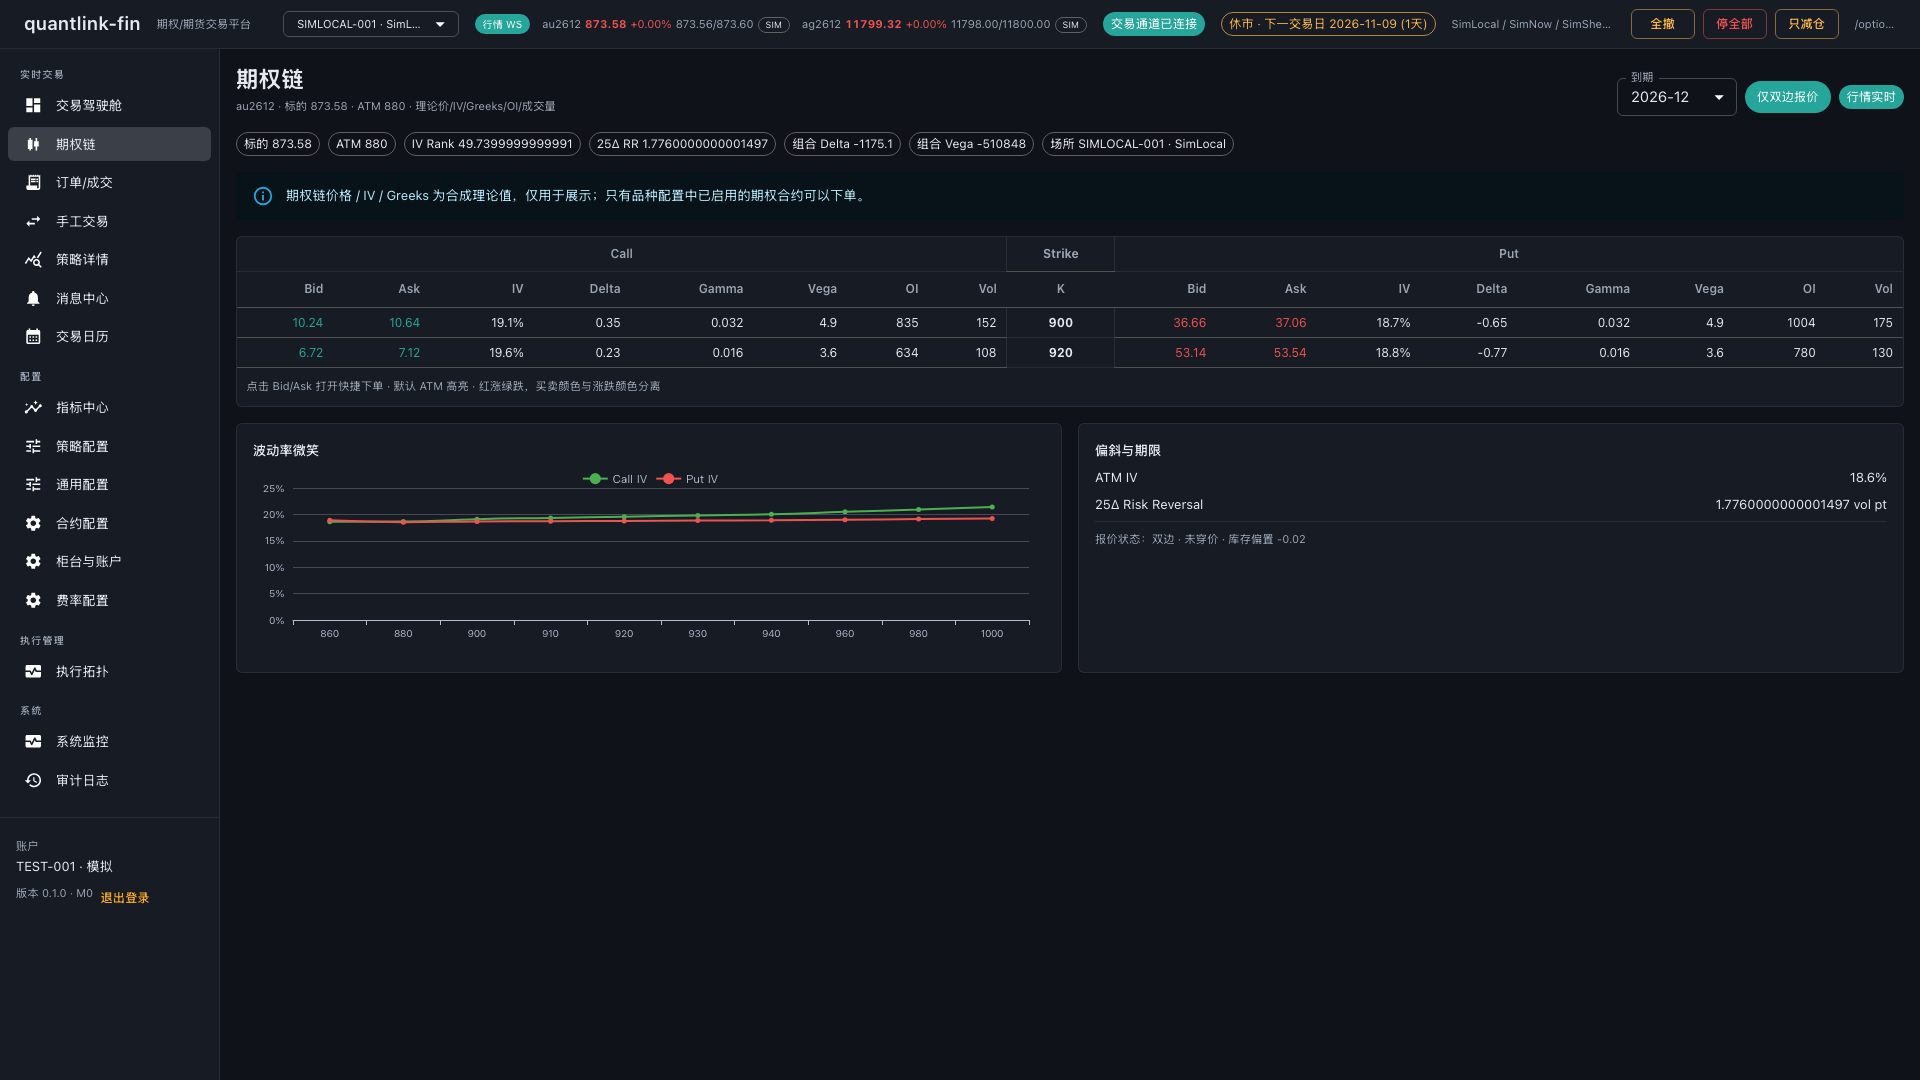 quantlink-fin 期权/期货交易平台 SIMLOCAL-001 · SimL... 行情 WS au2612 873.58 +0.00% 873.56/873.60 SIM ag2612 11799.32 +0.00% 11798.00/11800.00 SIM 交易通道已连接 休市 · 下一交易日 2026-11-09 (1天) SimLocal / SimNow / SimShe... 全撤 停全部 只减仓 /optio...
实时交易
交易驾驶舱
期权链
订单/成交
手工交易
策略详情
消息中心
交易日历
配置
指标中心
策略配置
通用配置
合约配置
柜台与账户
费率配置
执行管理
执行拓扑
系统
系统监控
审计日志
账户
TEST-001 · 模拟
版本 0.1.0 · M0 退出登录
期权链
au2612 · 标的 873.58 · ATM 880 · 理论价/IV/Greeks/OI/成交量
到期
2026-12 仅双边报价 行情实时
标的 873.58 ATM 880 IV Rank 49.7399999999991 25Δ RR 1.7760000000001497 组合 Delta -1175.1 组合 Vega -510848 场所 SIMLOCAL-001 · SimLocal
期权链价格 / IV / Greeks 为合成理论值，仅用于展示；只有品种配置中已启用的期权合约可以下单。
Call Strike Put
Bid Ask IV Delta Gamma Vega OI Vol K Bid Ask IV Delta Gamma Vega OI Vol
10.24 10.64 19.1% 0.35 0.032 4.9 835 152 900 36.66 37.06 18.7% -0.65 0.032 4.9 1004 175
6.72 7.12 19.6% 0.23 0.016 3.6 634 108 920 53.14 53.54 18.8% -0.77 0.016 3.6 780 130
点击 Bid/Ask 打开快捷下单 · 默认 ATM 高亮 · 红涨绿跌，买卖颜色与涨跌颜色分离
波动率微笑
Call IV Put IV
25%
20%
15%
10%
5%
0%
860 880 900 910 920 930 940 960 980 1000
偏斜与期限
ATM IV 18.6%
25Δ Risk Reversal 1.7760000000001497 vol pt
报价状态：双边 · 未穿价 · 库存偏置 -0.02